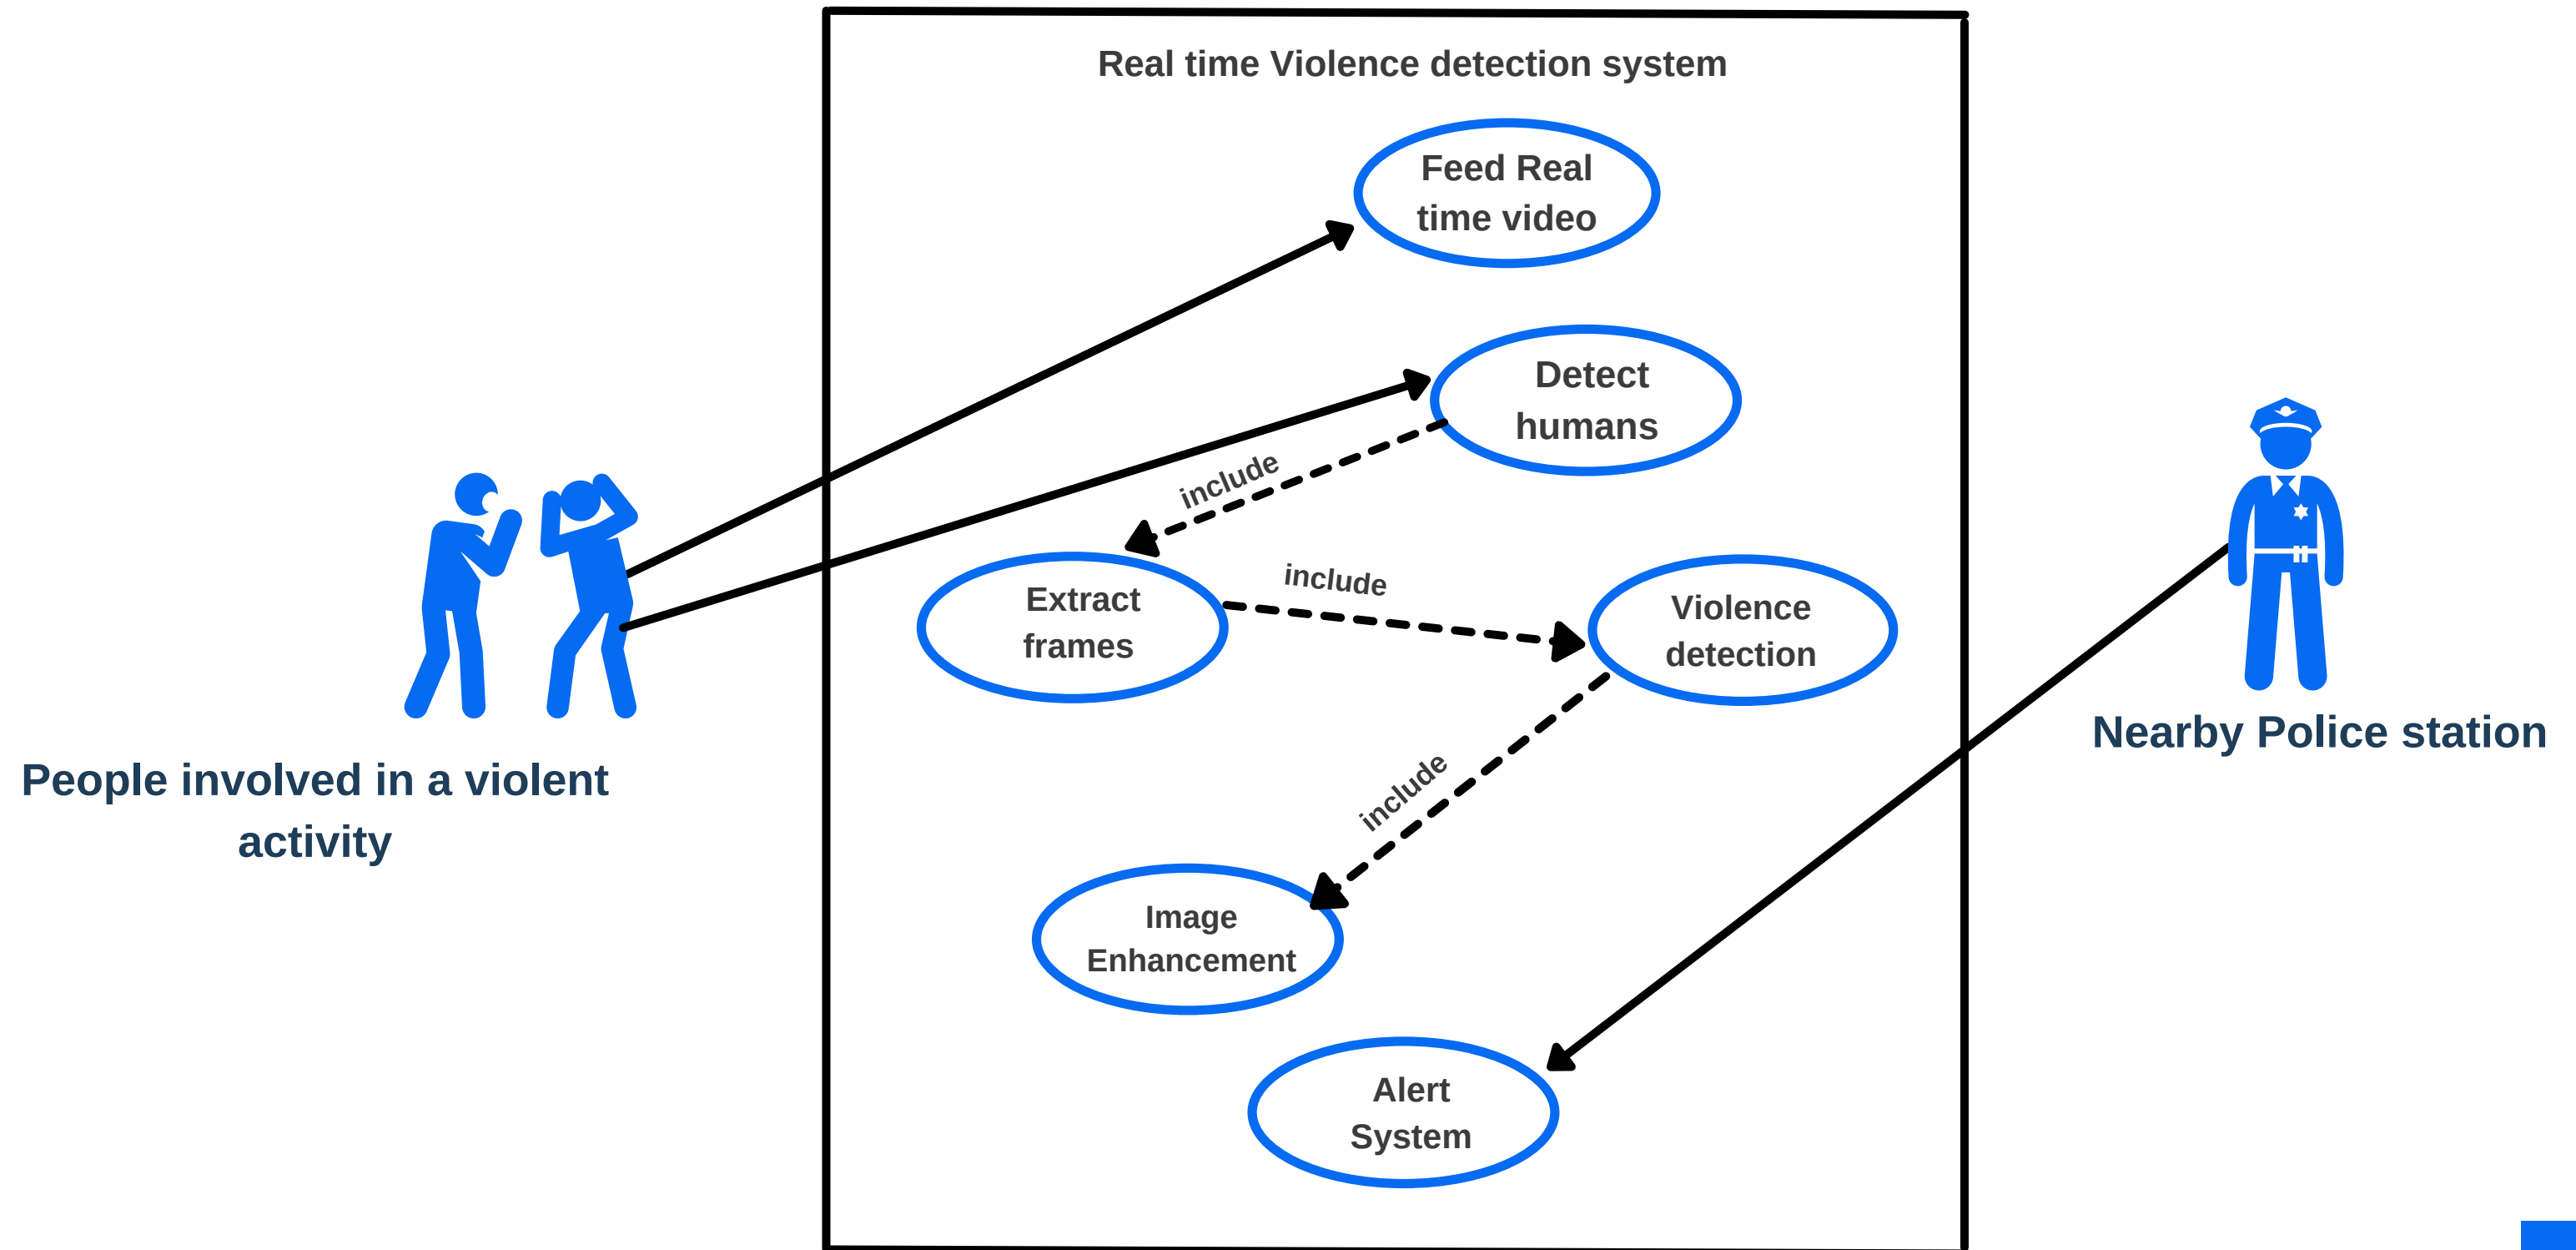 Real time Violence detection system
Feed Real
time video
Detect
humans
include
Extract
frames
include
Violence
detection
include
Image
Enhancement
Alert
System
People involved in a violent
activity
Nearby Police station